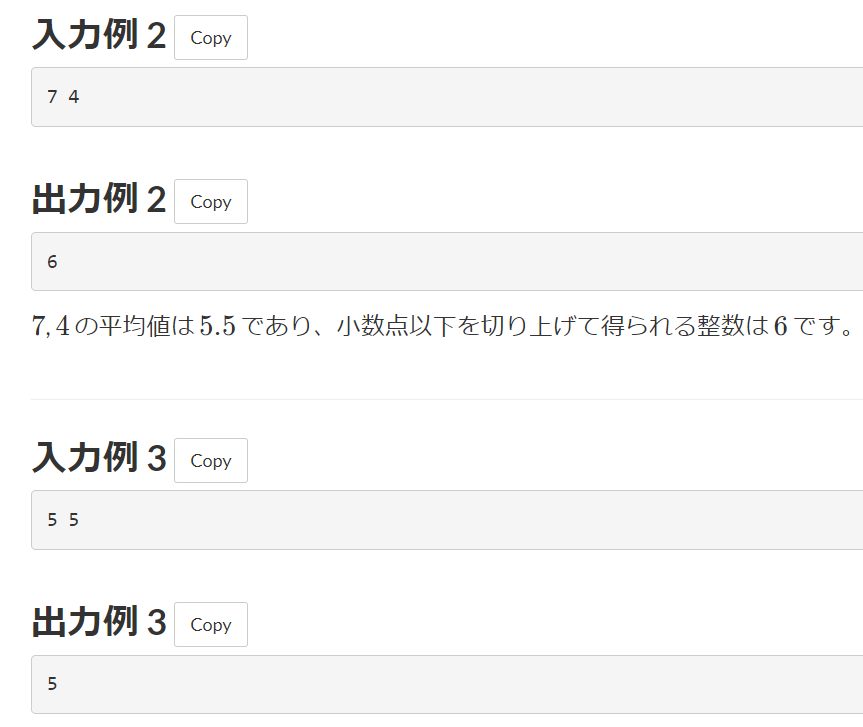 入力例 2 Copy
7 4
出力例 2 Copy
6
7, 4 の平均値は 5.5 であり、小数点以下を切り上げて得られる整数は 6 です。
入力例 3 Copy
5 5
出力例 3 Copy
5